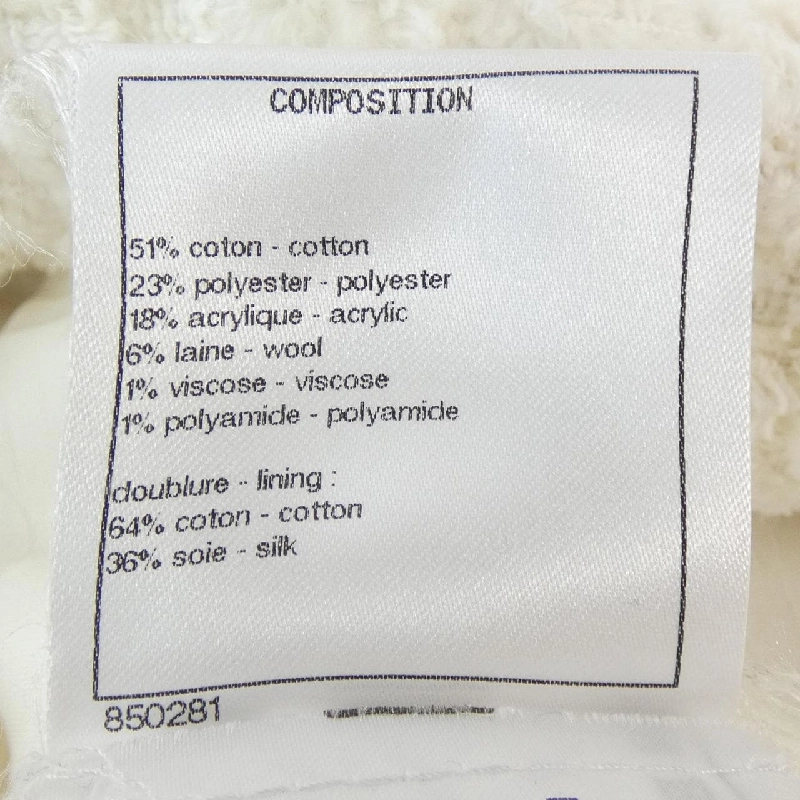 COMPOSITION
51% coton - cotton
23% polyester - polyester
18% acrylique - acrylic
6% laine - wool
1% viscose - viscose
1% polyamide - polyamide
doublure - lining :
64% coton - cotton
36% soie - silk
850281